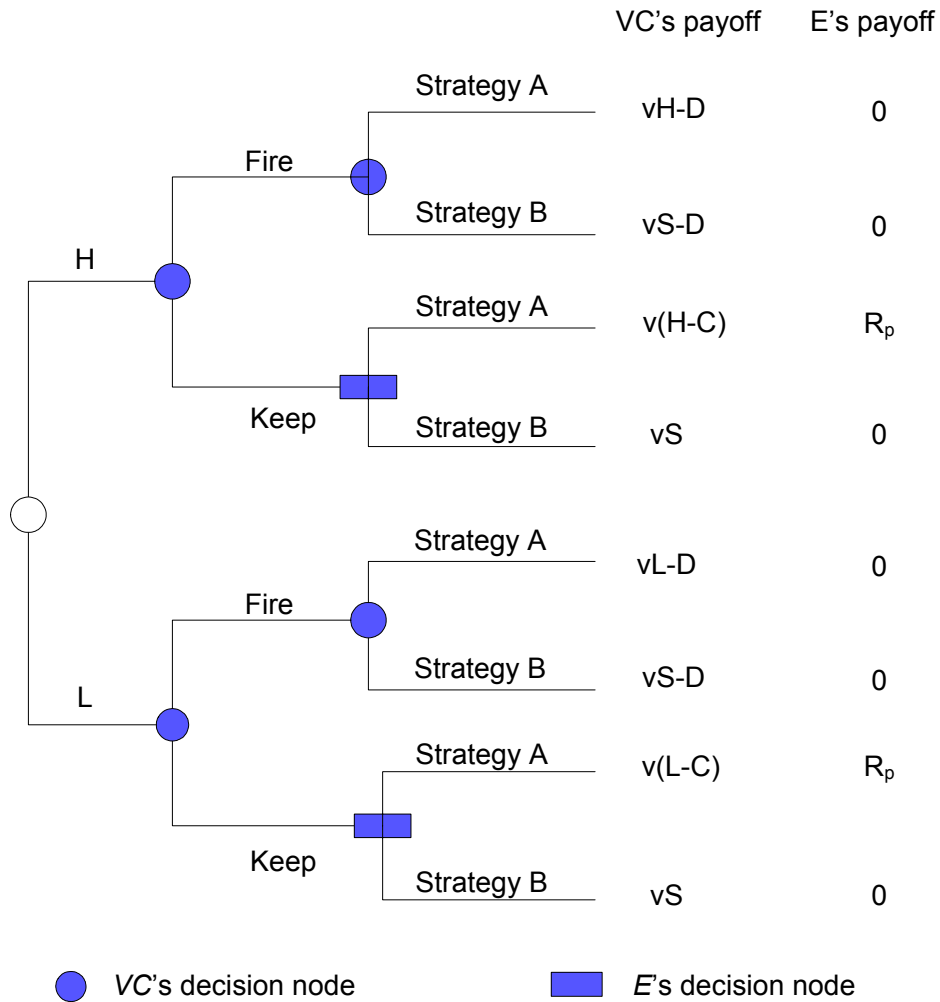 VC's payoff E's payoff
Strategy A vH-D 0
Fire
Strategy B vS-D 0
H
Strategy A v(H-C) Rp
Keep
Strategy B vS 0
Strategy A vL-D 0
Fire
Strategy B vS-D 0
L
Strategy A v(L-C) Rp
Keep
Strategy B vS 0
VC's decision node E's decision node